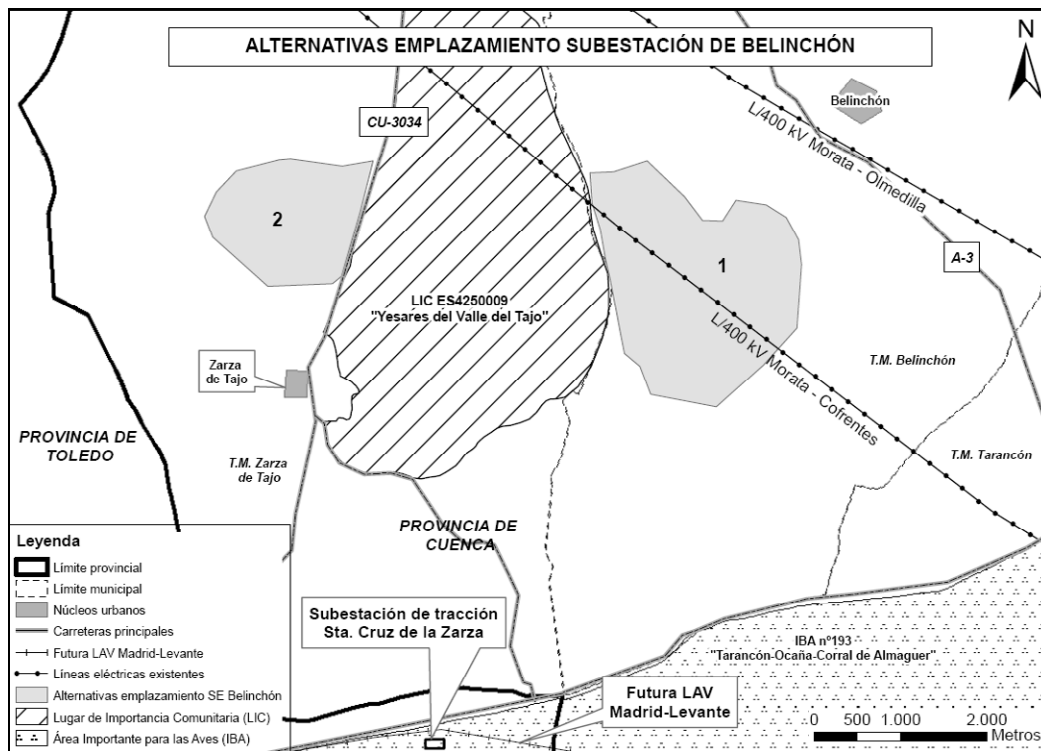 ALTERNATIVAS EMPLAZAMIENTO SUBESTACIÓN DE BELINCHÓN
N
Belinchón
CU-3034
L/400 kV Morata - Olmedilla
2
1
A-3
LIC ES4250009
"Yesares del Valle del Tajo"
L/400 kV Morata - Cofrentes
Zarza
de Tajo
T.M. Belinchón
PROVINCIA DE
TOLEDO
T.M. Zarza
de Tajo
T.M. Tarancón
PROVINCIA DE
CUENCA
Leyenda
Límite provincial
Límite municipal
Núcleos urbanos
Carreteras principales
Futura LAV Madrid-Levante
Líneas eléctricas existentes
Alternativas emplazamiento SE Belinchón
Lugar de Importancia Comunitaria (LIC)
Área Importante para las Aves (IBA)
Subestación de tracción
Sta. Cruz de la Zarza
IBA nº193
"Tarancón-Ocaña-Corral de Almaguer"
Futura LAV
Madrid-Levante
0 500 1.000 2.000
Metros